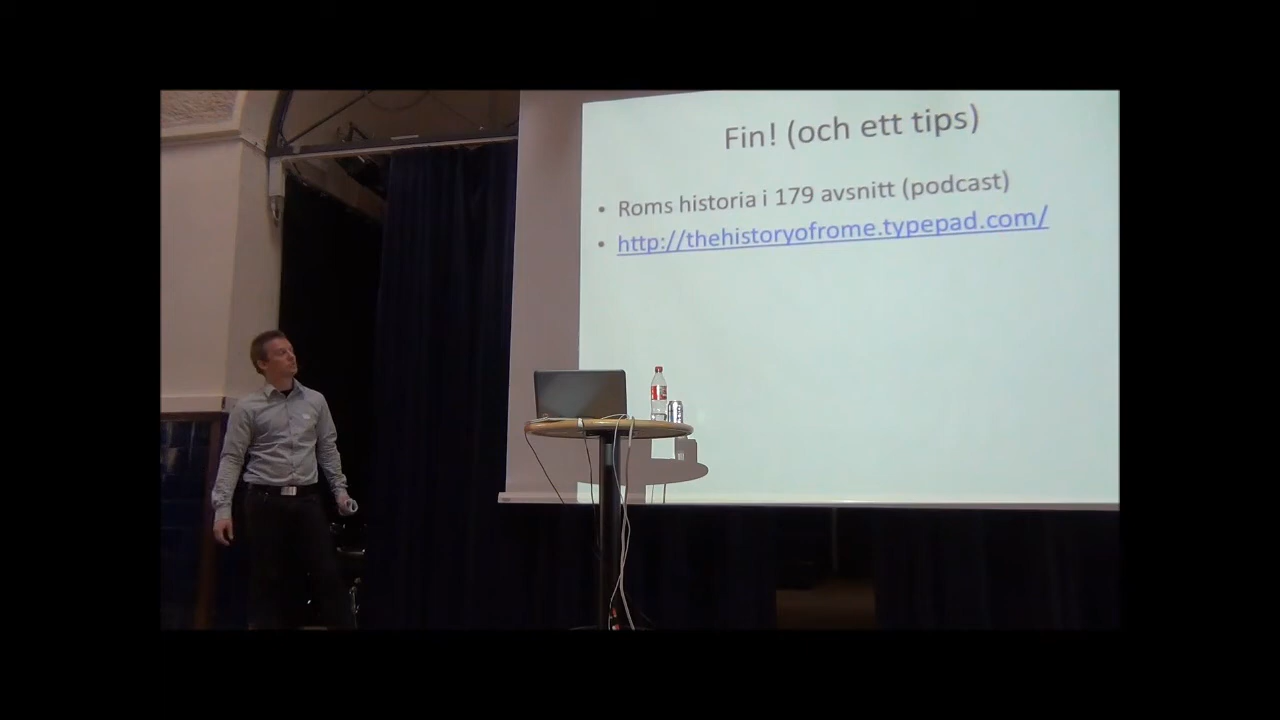 Fin! (och ett tips)
• Roms historia i 179 avsnitt (podcast)
• http://thehistoryofrome.typepad.com/